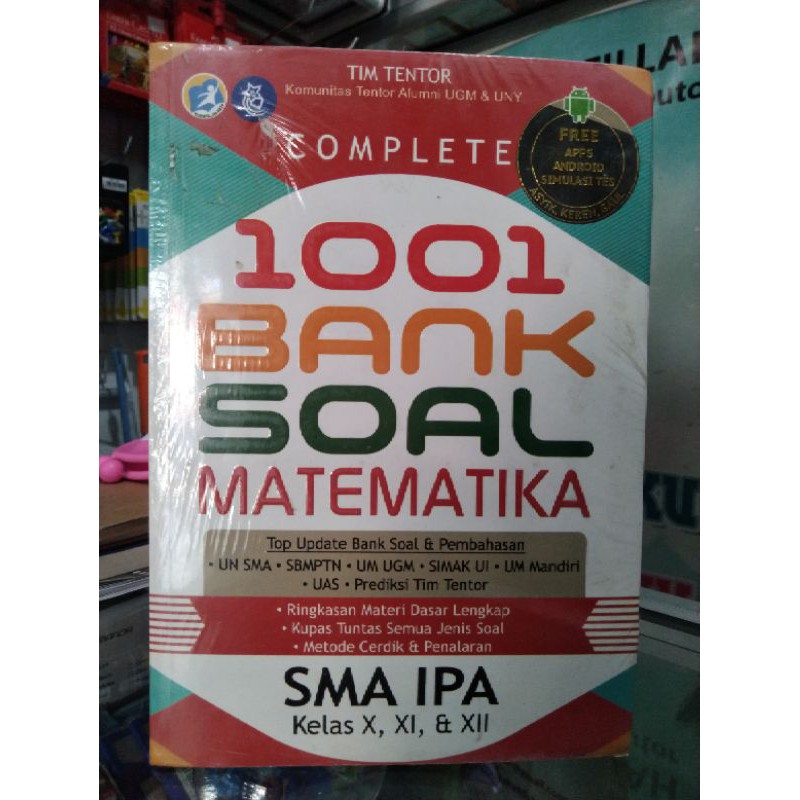 TIM TENTOR
Komunitas Tentor Alumni UGM & UNY
COMPLETE
FREE
APPS
ANDROID
SIMULASI TES
ASYIK, KEREN,
1001
BANK
SOAL
MATEMATIKA
Top Update Bank Soal & Pembahasan
• UN SMA • SBMPTN • UM UGM • SIMAK UI • UM Mandiri
• UAS • Prediksi Tim Tentor
• Ringkasan Materi Dasar Lengkap
• Kupas Tuntas Semua Jenis Soal
• Metode Cerdik & Penalaran
SMA IPA
Kelas X, XI, & XII